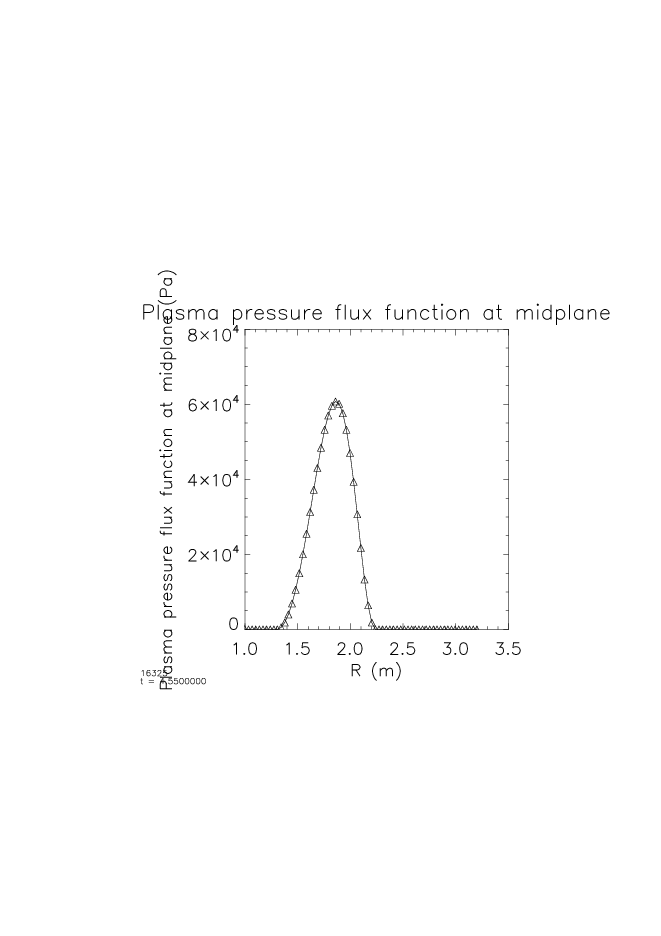 Plasma pressure flux function at midplane
Plasma pressure flux function at midplane (Pa)
8×10⁴
6×10⁴
4×10⁴
2×10⁴
0
1.0 1.5 2.0 2.5 3.0 3.5
R (m)
t =